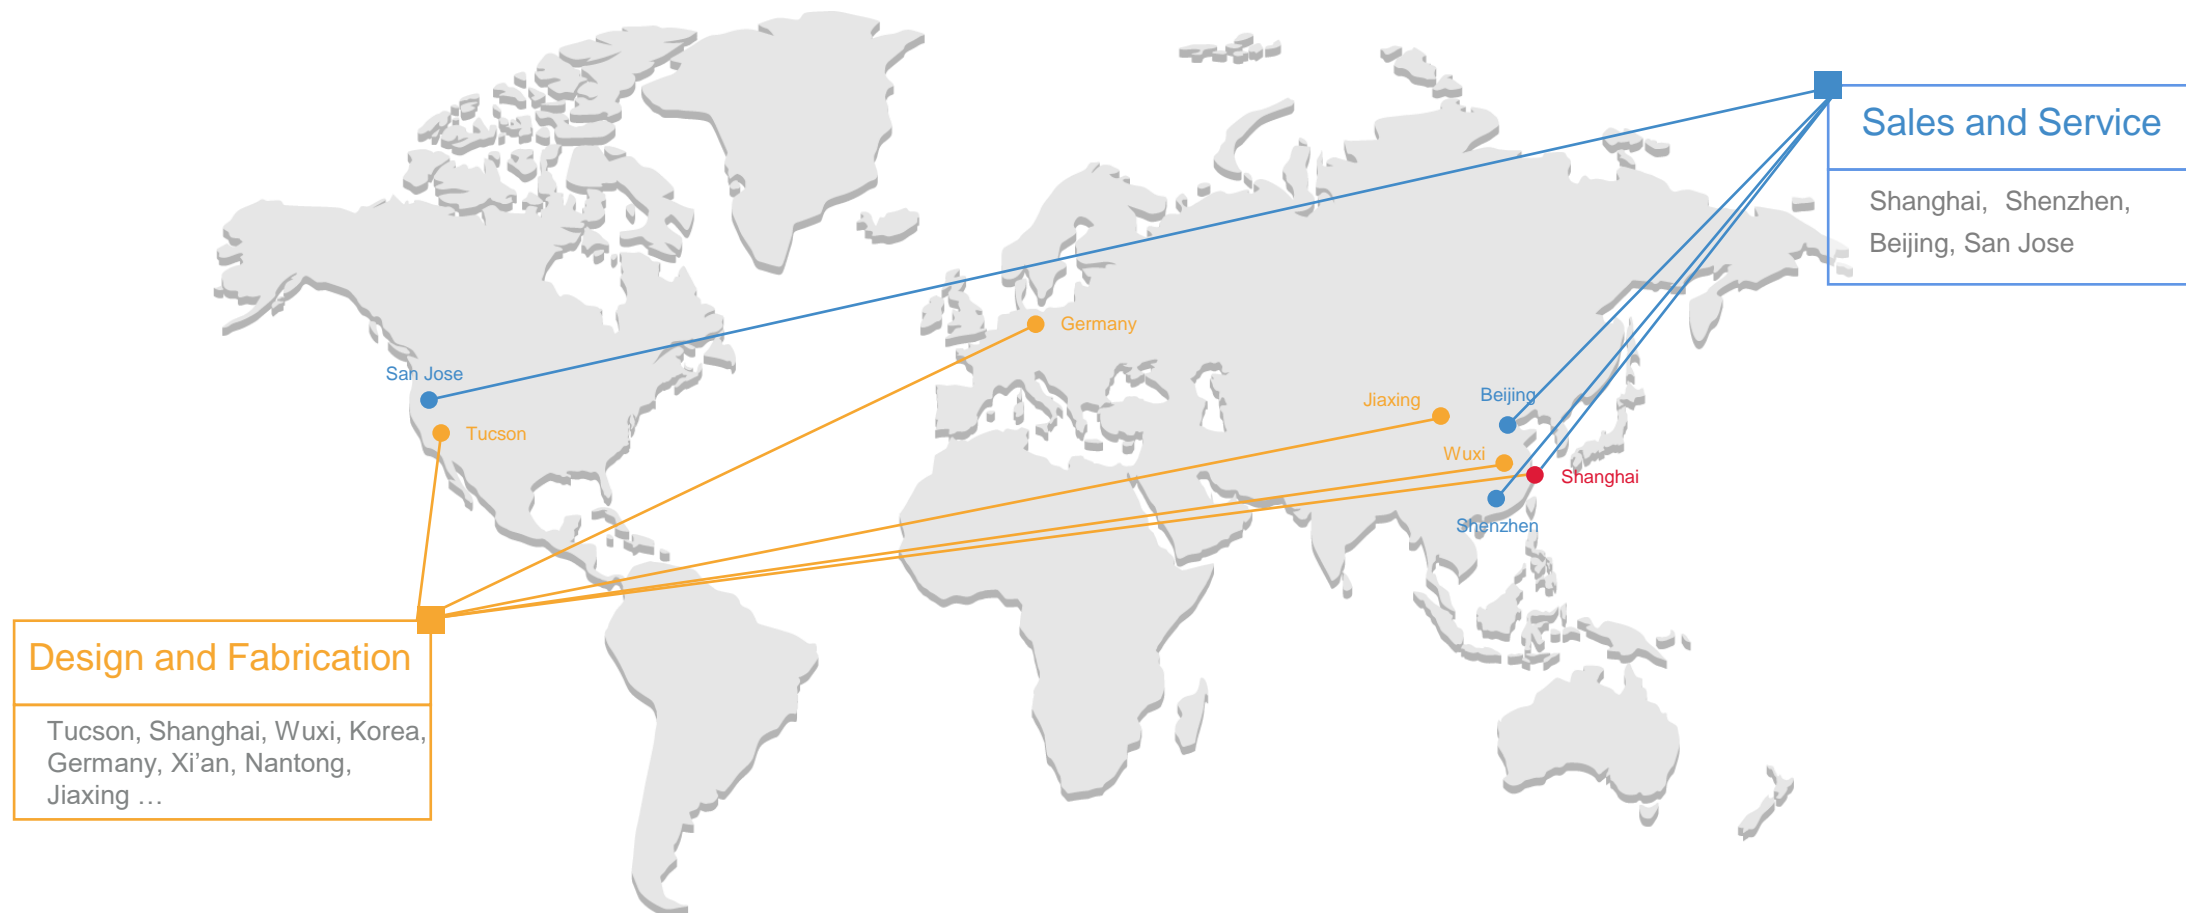 Sales and Service
Shanghai, Shenzhen,
Beijing, San Jose
Germany
San Jose
Tucson
Jiaxing
Beijing
Wuxi
Shanghai
Shenzhen
Design and Fabrication
Tucson, Shanghai, Wuxi, Korea,
Germany, Xi’an, Nantong,
Jiaxing …